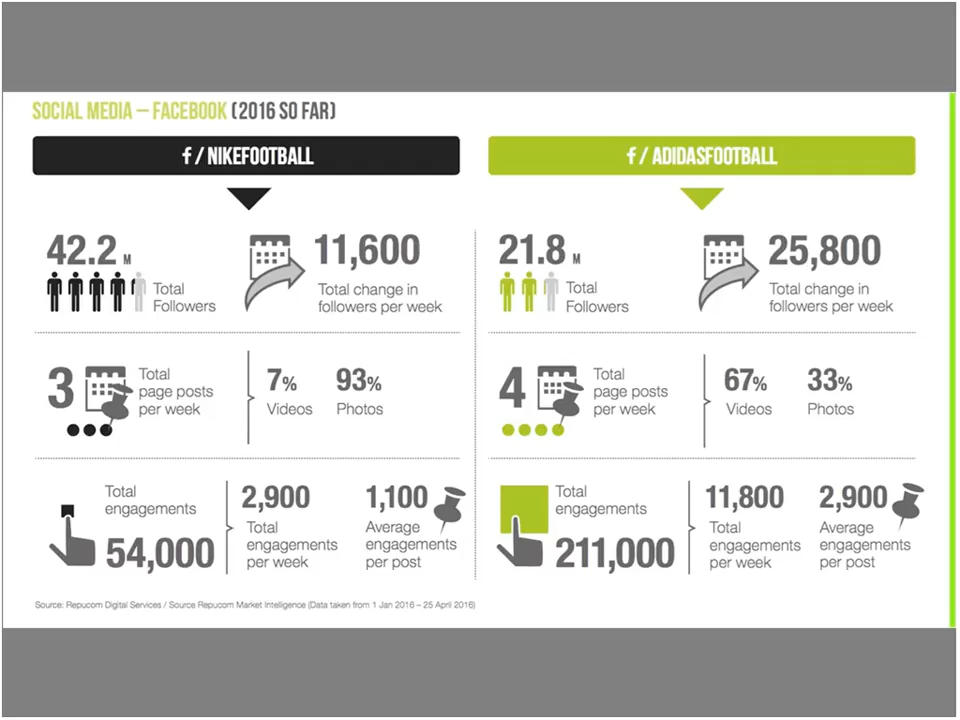 SOCIAL MEDIA – FACEBOOK (2016 SO FAR)
f / NIKEFOOTBALL
42.2 M
Total
Followers
11,600
Total change in
followers per week
3
Total
page posts
per week
7%
Videos
93%
Photos
Total
engagements
54,000
2,900
Total
engagements
per week
1,100
Average
engagements
per post
f / ADIDASFOOTBALL
21.8 M
Total
Followers
25,800
Total change in
followers per week
4
Total
page posts
per week
67%
Videos
33%
Photos
Total
engagements
211,000
11,800
Total
engagements
per week
2,900
Average
engagements
per post
Source: Repucom Digital Services / Source Repucom Market Intelligence (Data taken from 1 Jan 2016 – 25 April 2016)